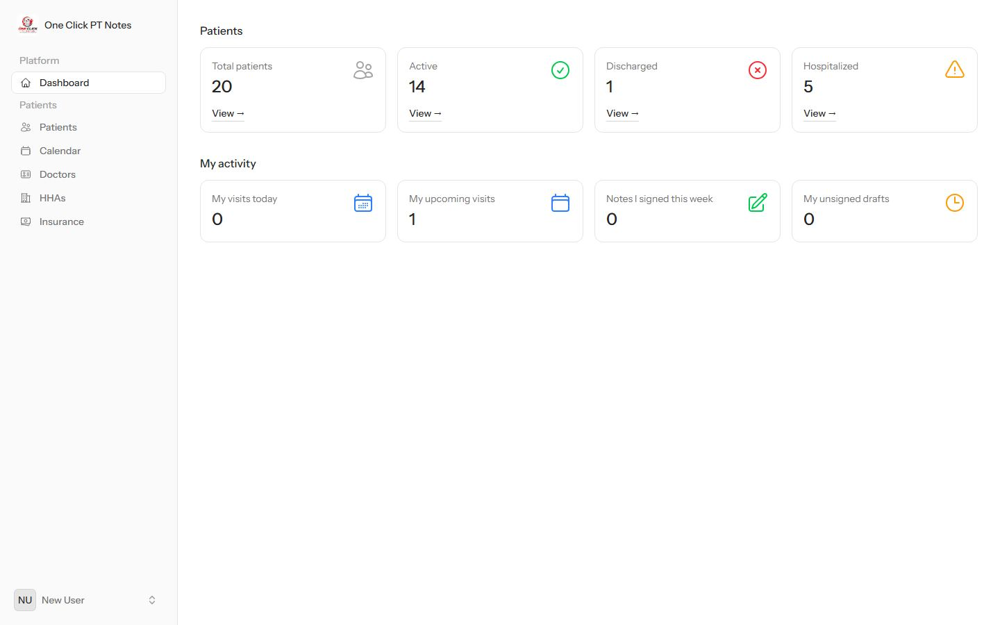 One Click PT Notes
Platform
Dashboard
Patients
Patients
Calendar
Doctors
HHAs
Insurance
NU New User
Patients
Total patients
20
View →
Active
14
View →
Discharged
1
View →
Hospitalized
5
View →
My activity
My visits today
0
My upcoming visits
1
Notes I signed this week
0
My unsigned drafts
0